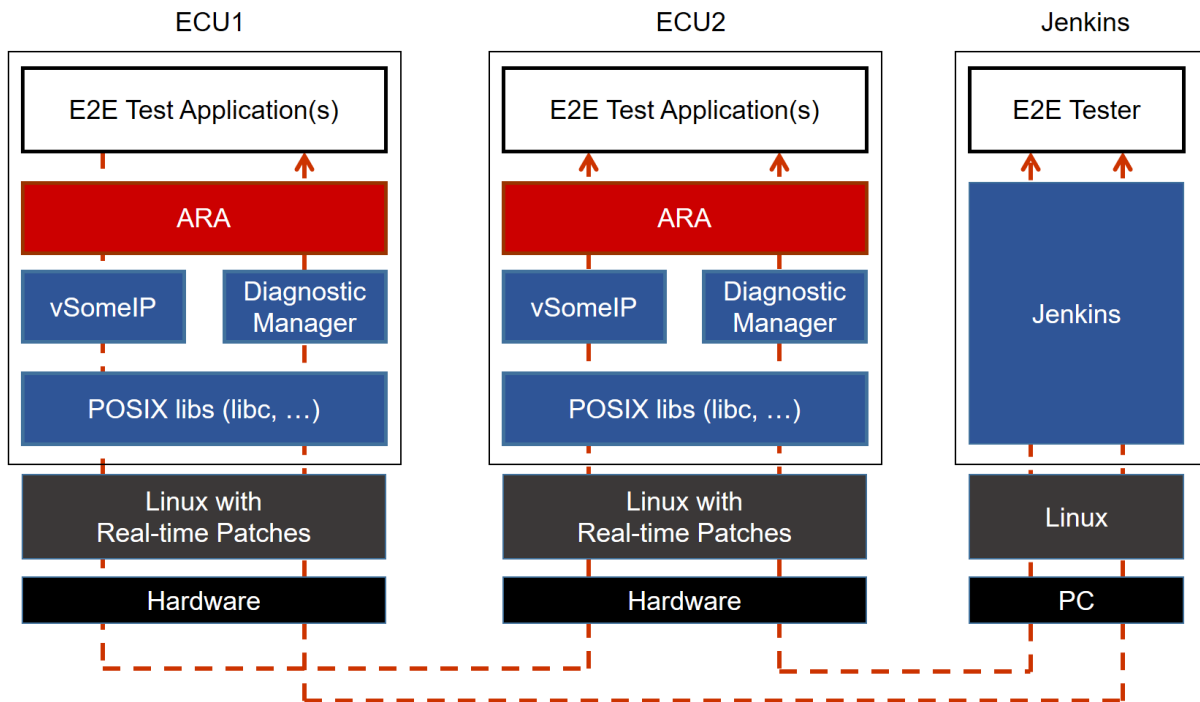 ECU1
E2E Test Application(s)
ARA
vSomeIP
Diagnostic
Manager
POSIX libs (libc, …)
Linux with
Real-time Patches
Hardware
ECU2
E2E Test Application(s)
ARA
vSomeIP
Diagnostic
Manager
POSIX libs (libc, …)
Linux with
Real-time Patches
Hardware
Jenkins
E2E Tester
Jenkins
Linux
PC